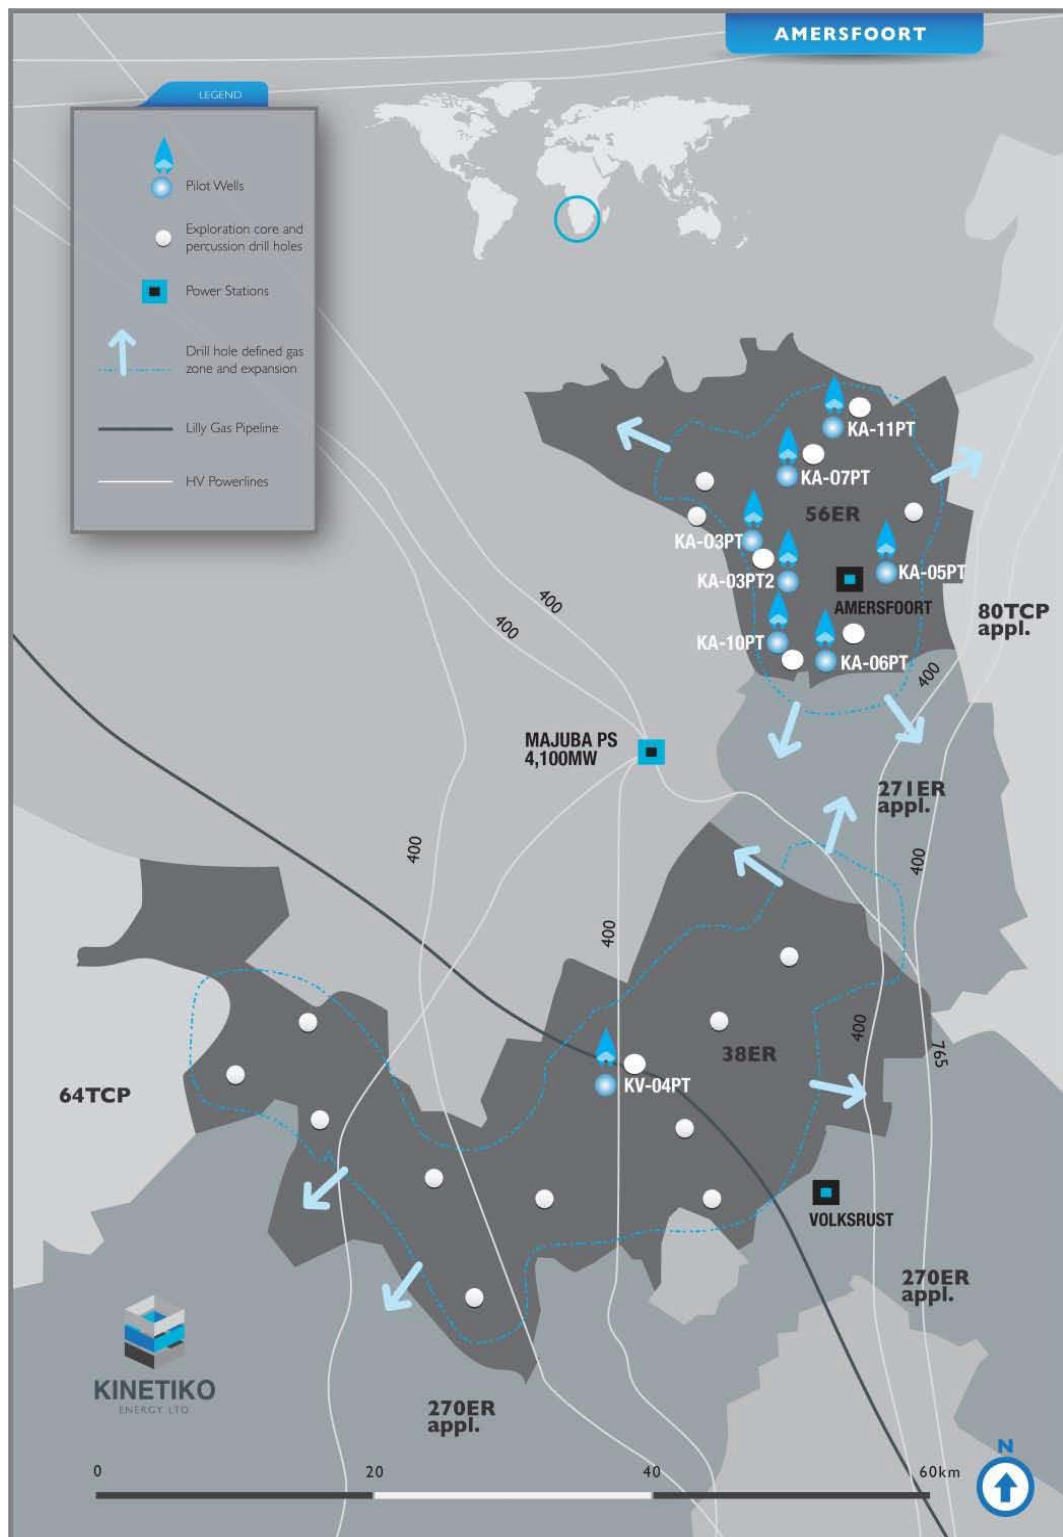 AMERSFOORT
LEGEND
Pilot Wells
Exploration core and
percussion drill holes
Power Stations
Drill hole defined gas
zone and expansion
Lilly Gas Pipeline
HV Powerlines
KA-11PT
KA-07PT
56ER
KA-03PT
KA-03PT2
KA-05PT
AMERSFOORT
KA-10PT
KA-06PT
80TCP
appl.
400
400
400
MAJUBA PS
4,100MW
271ER
appl.
400
400
400
400
765
38ER
KV-04PT
64TCP
VOLKSRUST
270ER
appl.
KINETIKO
ENERGY LTD
270ER
appl.
0
20
40
60km
N